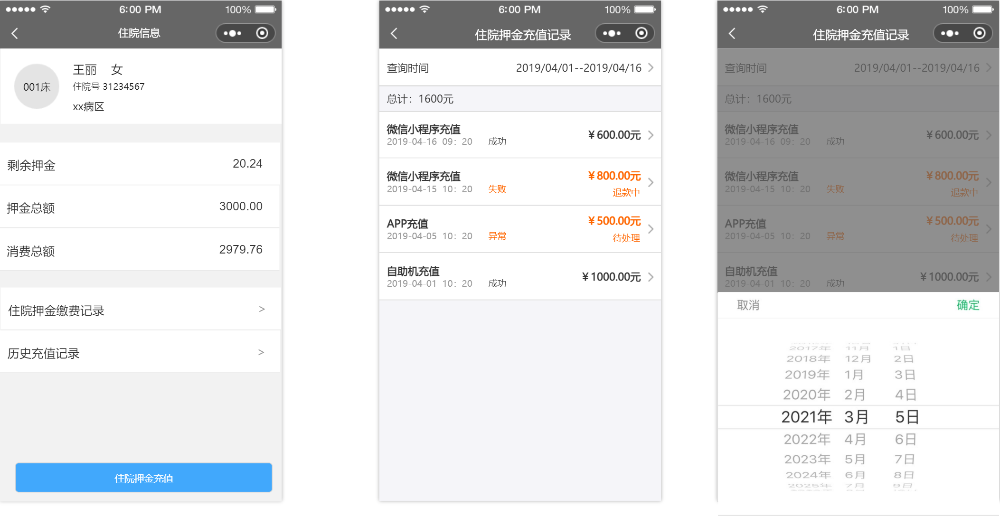 6:00 PM 100%
住院信息
001床
王丽 女
住院号 31234567
xx病区
剩余押金 20.24
押金总额 3000.00
消费总额 2979.76
住院押金缴费记录 >
历史充值记录 >
住院押金充值
6:00 PM 100%
住院押金充值记录
查询时间 2019/04/01--2019/04/16
总计：1600元
微信小程序充值 ¥600.00元
2019-04-16 09：20 成功
微信小程序充值 ¥800.00元
2019-04-15 10：20 失败 退款中
APP充值 ¥500.00元
2019-04-05 10：20 异常 待处理
自助机充值 ¥1000.00元
2019-04-01 10：20 成功
6:00 PM 100%
住院押金充值记录
查询时间 2019/04/01--2019/04/16
总计：1600元
微信小程序充值 ¥600.00元
2019-04-16 09：20 成功
微信小程序充值 ¥800.00元
2019-04-15 10：20 失败 退款中
APP充值 ¥500.00元
2019-04-05 10：20 异常 待处理
自助机充值 ¥1000.00元
2019-04-01 10：20 成功
取消 确定
2017年 11月 1日
2018年 12月 2日
2019年 1月 3日
2020年 2月 4日
2021年 3月 5日
2022年 4月 6日
2023年 5月 7日
2024年 6月 8日
2025年 7月 9日